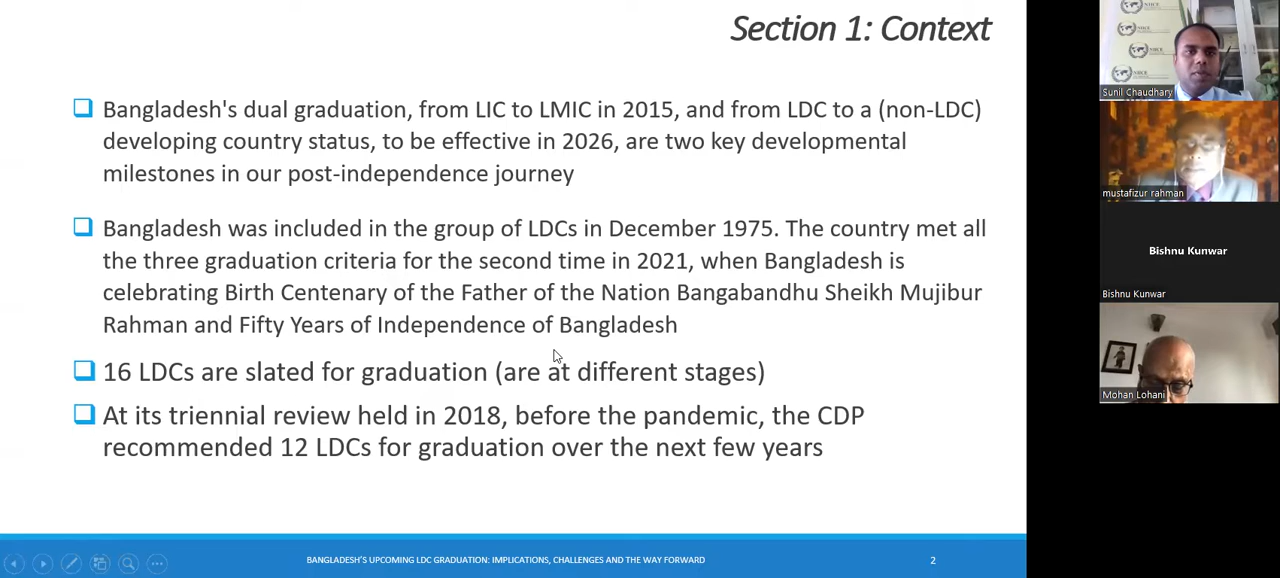 Section 1: Context
Bangladesh's dual graduation, from LIC to LMIC in 2015, and from LDC to a (non-LDC)
developing country status, to be effective in 2026, are two key developmental
milestones in our post-independence journey
Bangladesh was included in the group of LDCs in December 1975. The country met all
the three graduation criteria for the second time in 2021, when Bangladesh is
celebrating Birth Centenary of the Father of the Nation Bangabandhu Sheikh Mujibur
Rahman and Fifty Years of Independence of Bangladesh
16 LDCs are slated for graduation (are at different stages)
At its triennial review held in 2018, before the pandemic, the CDP
recommended 12 LDCs for graduation over the next few years
BANGLADESH'S UPCOMING LDC GRADUATION: IMPLICATIONS, CHALLENGES AND THE WAY FORWARD
2
Sunil Chaudhary
mustafizur rahman
Bishnu Kunwar
Bishnu Kunwar
Mohan Lohani